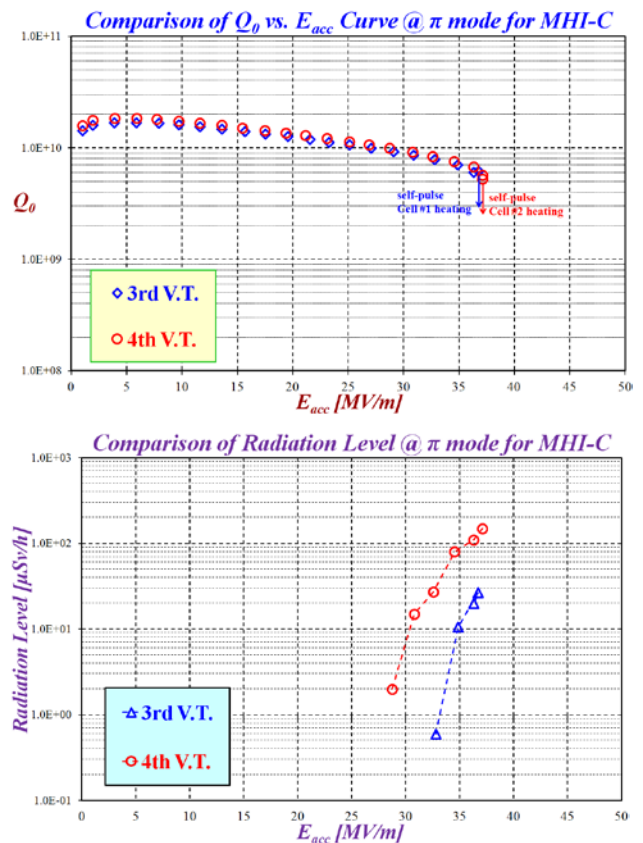 Comparison of Q0 vs. Eacc Curve @ π mode for MHI-C
1.0E+11
1.0E+10
Q0
1.0E+09
1.0E+08
self-pulse
Cell #1 heating
self-pulse
Cell #2 heating
3rd V.T.
4th V.T.
0 5 10 15 20 25 30 35 40 45 50
Eacc [MV/m]
Comparison of Radiation Level @ π mode for MHI-C
1.0E+03
1.0E+02
1.0E+01
1.0E+00
1.0E-01
Radiation Level [μSv/h]
3rd V.T.
4th V.T.
0 5 10 15 20 25 30 35 40 45 50
Eacc [MV/m]